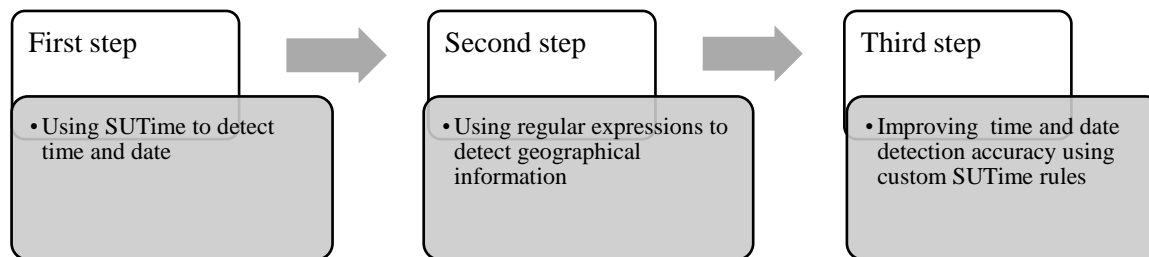 First step
• Using SUTime to detect
time and date
Second step
• Using regular expressions to
detect geographical
information
Third step
• Improving time and date
detection accuracy using
custom SUTime rules